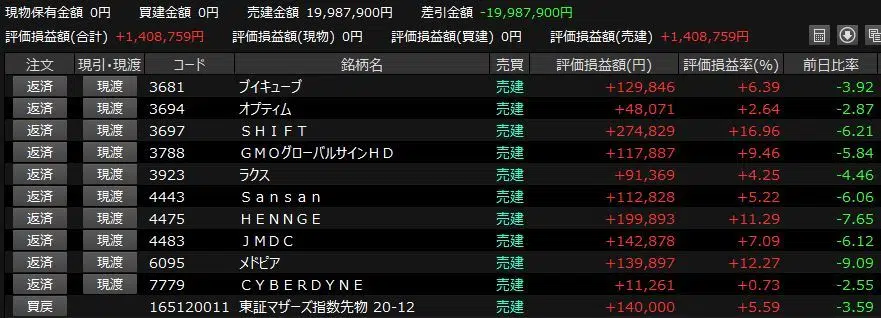 現物保有金額 0円 買建金額 0円 売建金額 19,987,900円 差引金額 -19,987,900円
評価損益額(合計) +1,408,759円 評価損益額(現物) 0円 評価損益額(買建) 0円 評価損益額(売建) +1,408,759円
注文 現引・現渡 コード 銘柄名 売買 評価損益額(円) 評価損益率(%) 前日比率
返済 現渡 3681 ブイキューブ 売建 +129,846 +6.39 -3.92
返済 現渡 3694 オプティム 売建 +48,071 +2.64 -2.87
返済 現渡 3697 ＳＨＩＦＴ 売建 +274,829 +16.96 -6.21
返済 現渡 3788 ＧＭＯグローバルサインＨＤ 売建 +117,887 +9.46 -5.84
返済 現渡 3923 ラクス 売建 +91,369 +4.25 -4.46
返済 現渡 4443 Ｓａｎｓａｎ 売建 +112,828 +5.22 -6.06
返済 現渡 4475 ＨＥＮＮＧＥ 売建 +199,893 +11.29 -7.65
返済 現渡 4483 ＪＭＤＣ 売建 +142,878 +7.09 -6.12
返済 現渡 6095 メドピア 売建 +139,897 +12.27 -9.09
返済 現渡 7779 ＣＹＢＥＲＤＹＮＥ 売建 +11,261 +0.73 -2.55
買戻 165120011 東証マザーズ指数先物 20-12 売建 +140,000 +5.59 -3.59